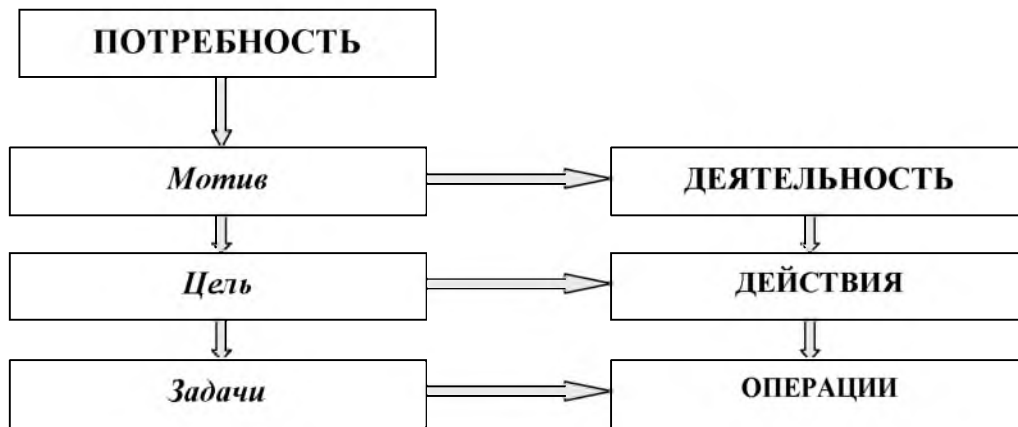 ПОТРЕБНОСТЬ
Мотив
ДЕЯТЕЛЬНОСТЬ
Цель
ДЕЙСТВИЯ
Задачи
ОПЕРАЦИИ